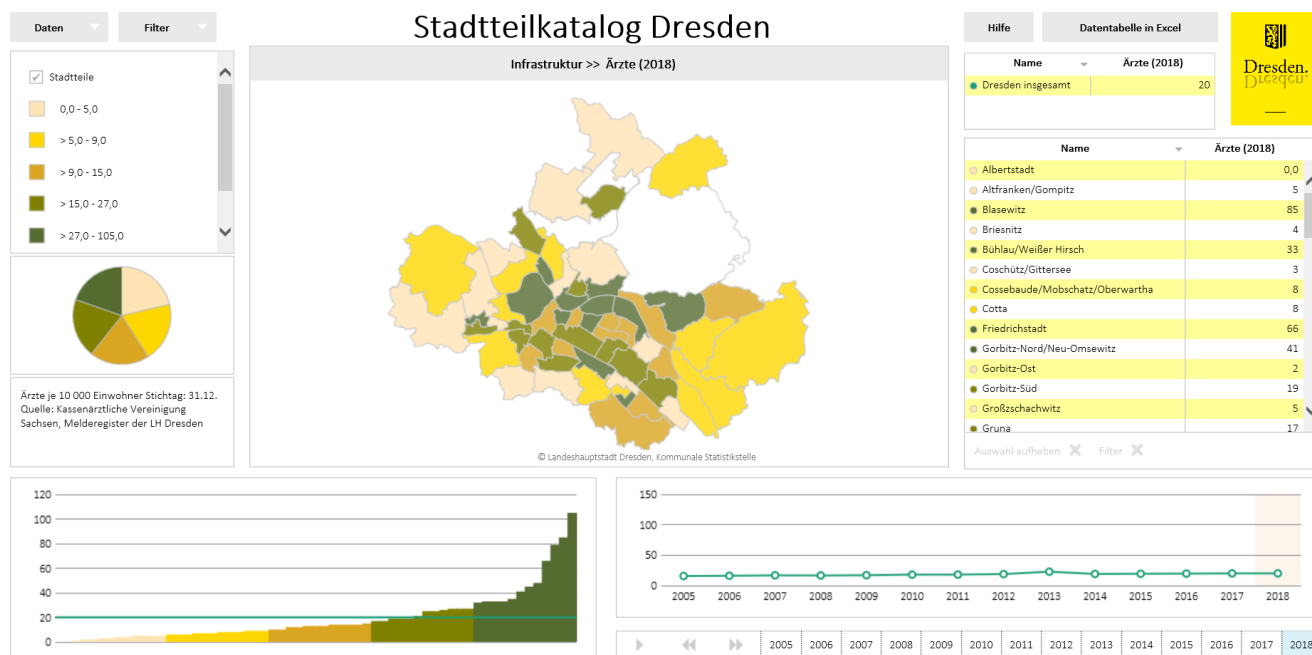 Stadtteilkatalog Dresden
Daten
Filter
Hilfe
Datentabelle in Excel
Dresden.
Dresden.
Stadtteile
0,0 - 5,0
> 5,0 - 9,0
> 9,0 - 15,0
> 15,0 - 27,0
> 27,0 - 105,0
Ärzte je 10 000 Einwohner Stichtag: 31.12.
Quelle: Kassenärztliche Vereinigung
Sachsen, Melderegister der LH Dresden
Infrastruktur >> Ärzte (2018)
© Landeshauptstadt Dresden, Kommunale Statistikstelle
Name Ärzte (2018)
Dresden insgesamt 20
Name Ärzte (2018)
Albertstadt 0,0
Altfranken/Gompitz 5
Blasewitz 85
Briesnitz 4
Bühlau/Weißer Hirsch 33
Coschütz/Gittersee 3
Cossebaude/Mobschatz/Oberwartha 8
Cotta 8
Friedrichstadt 66
Gorbitz-Nord/Neu-Omsewitz 41
Gorbitz-Ost 2
Gorbitz-Süd 19
Großzschachwitz 5
Gruna 17
Auswahl aufheben Filter
120
100
80
60
40
20
0
150
100
50
0
2005 2006 2007 2008 2009 2010 2011 2012 2013 2014 2015 2016 2017 2018
2005 2006 2007 2008 2009 2010 2011 2012 2013 2014 2015 2016 2017 2018